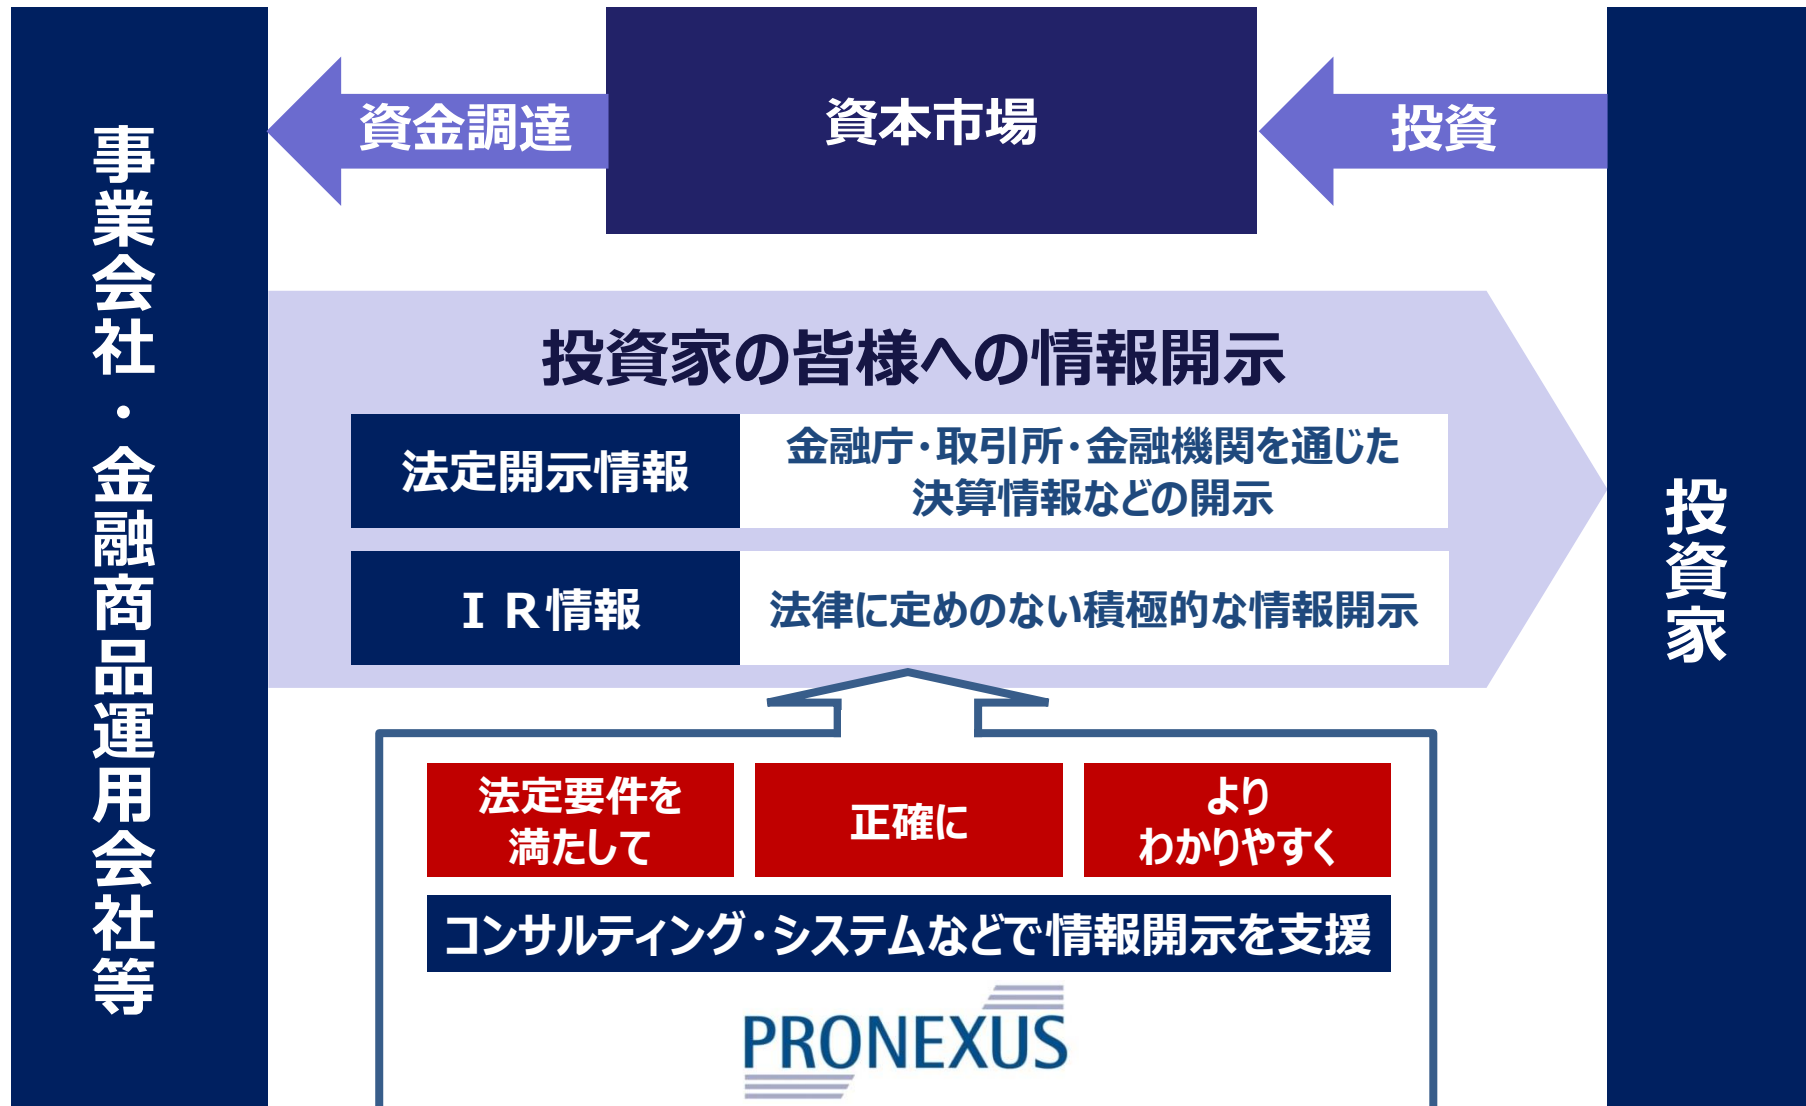 事業会社・金融商品運用会社等
資金調達
資本市場
投資
投資家の皆様への情報開示
法定開示情報
金融庁・取引所・金融機関を通じた
決算情報などの開示
ＩＲ情報
法律に定めのない積極的な情報開示
投資家
法定要件を
満たして
正確に
より
わかりやすく
コンサルティング・システムなどで情報開示を支援
PRONEXUS